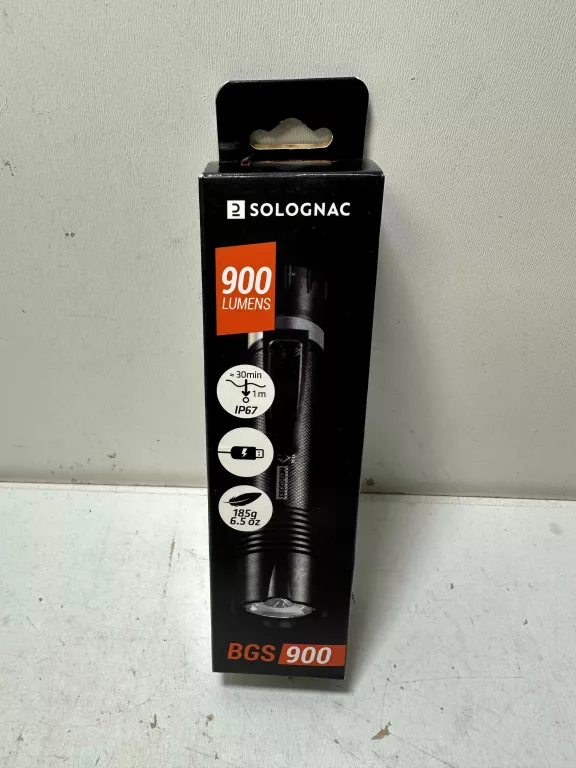 SOLOGNAC
900
LUMENS
≈ 30min
1m
IP67
185g
6.5 oz
BGS 900